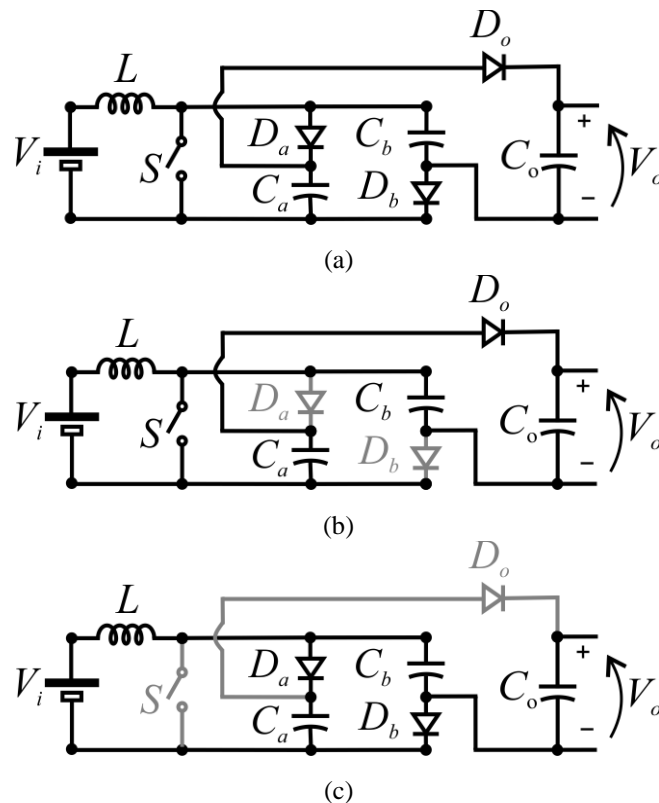 D_o
L
V_i
S
D_a
C_a
C_b
D_b
C_o
+
−
V_o
(a)
D_o
L
V_i
S
D_a
C_a
C_b
D_b
C_o
+
−
V_o
(b)
D_o
L
V_i
S
D_a
C_a
C_b
D_b
C_o
+
−
V_o
(c)